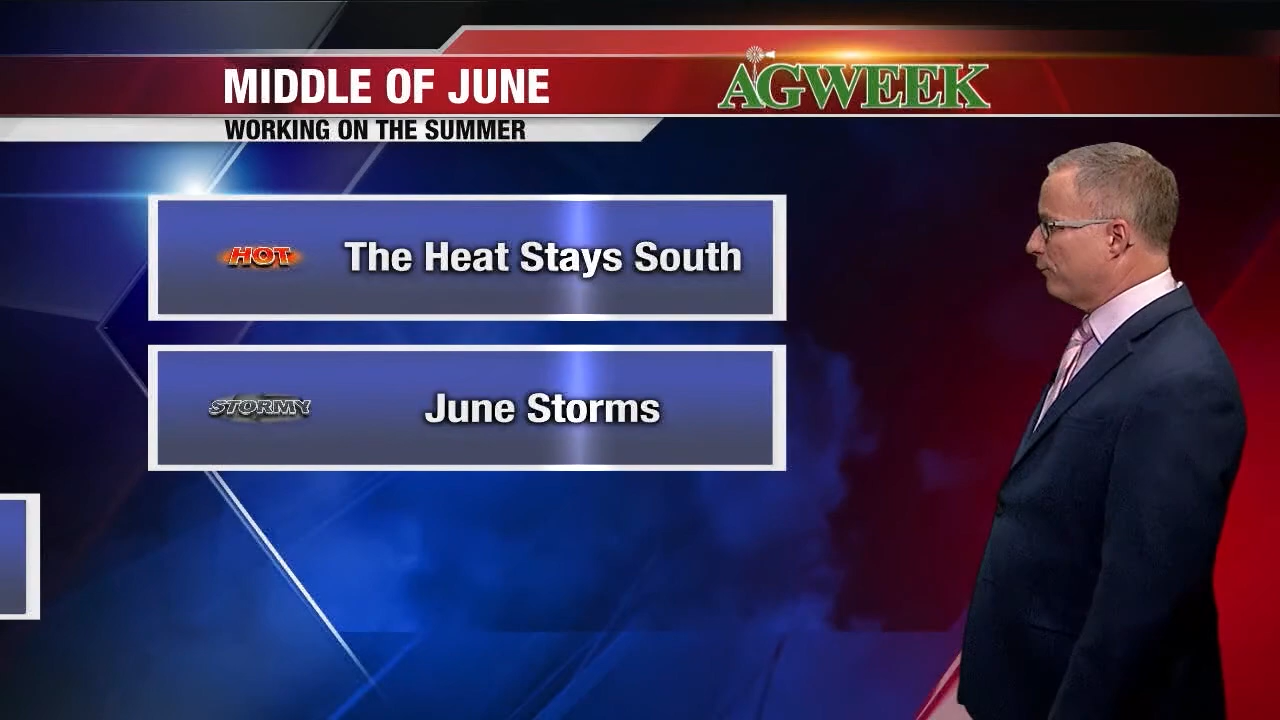 MIDDLE OF JUNE
AGWEEK
WORKING ON THE SUMMER
HOT
The Heat Stays South
STORMY
June Storms